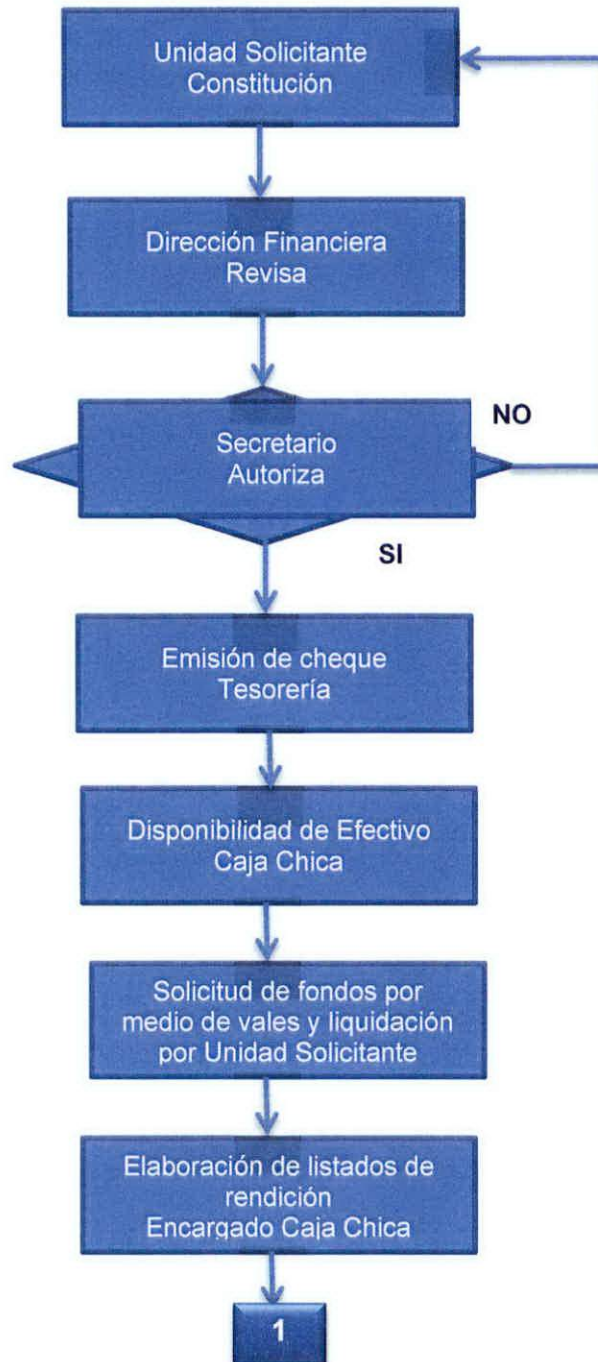 Unidad Solicitante
Constitución
Dirección Financiera
Revisa
Secretario
Autoriza
NO
SI
Emisión de cheque
Tesorería
Disponibilidad de Efectivo
Caja Chica
Solicitud de fondos por
medio de vales y liquidación
por Unidad Solicitante
Elaboración de listados de
rendición
Encargado Caja Chica
1